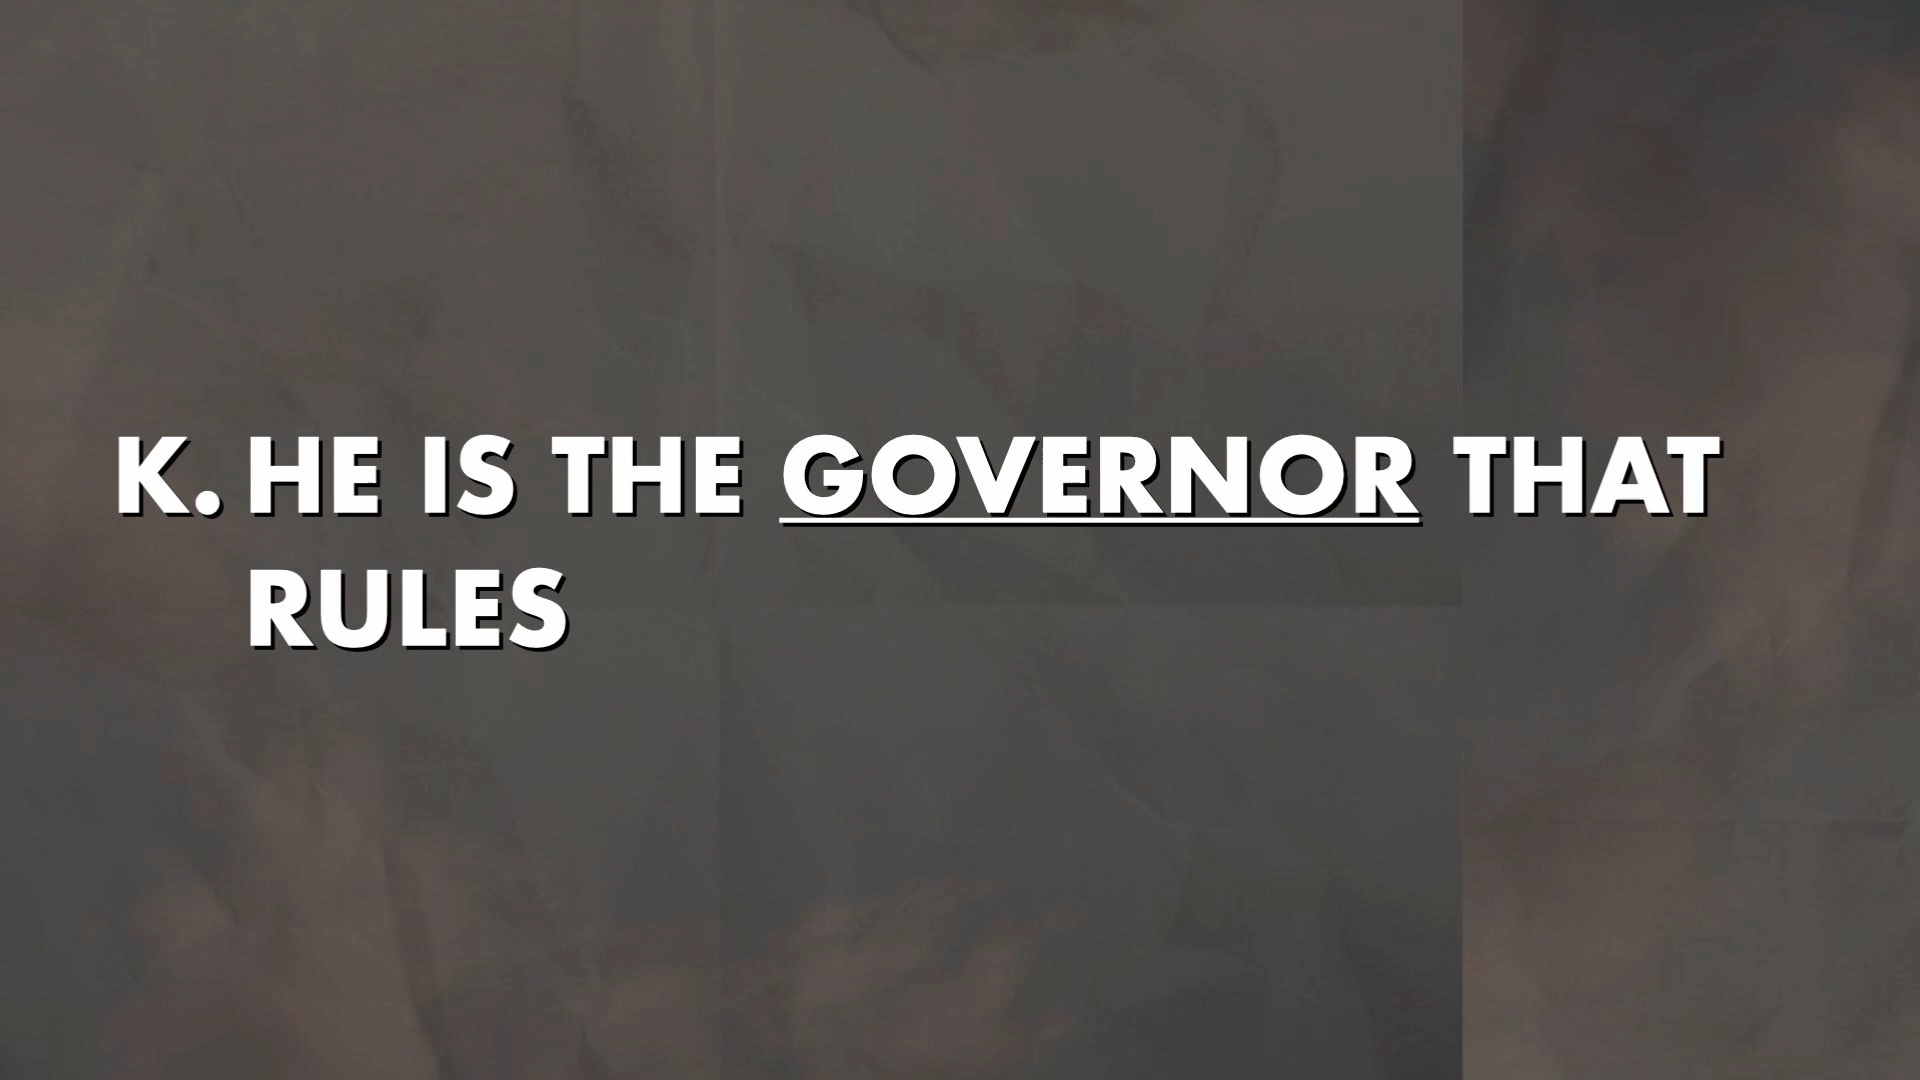 K. HE IS THE GOVERNOR THAT
RULES